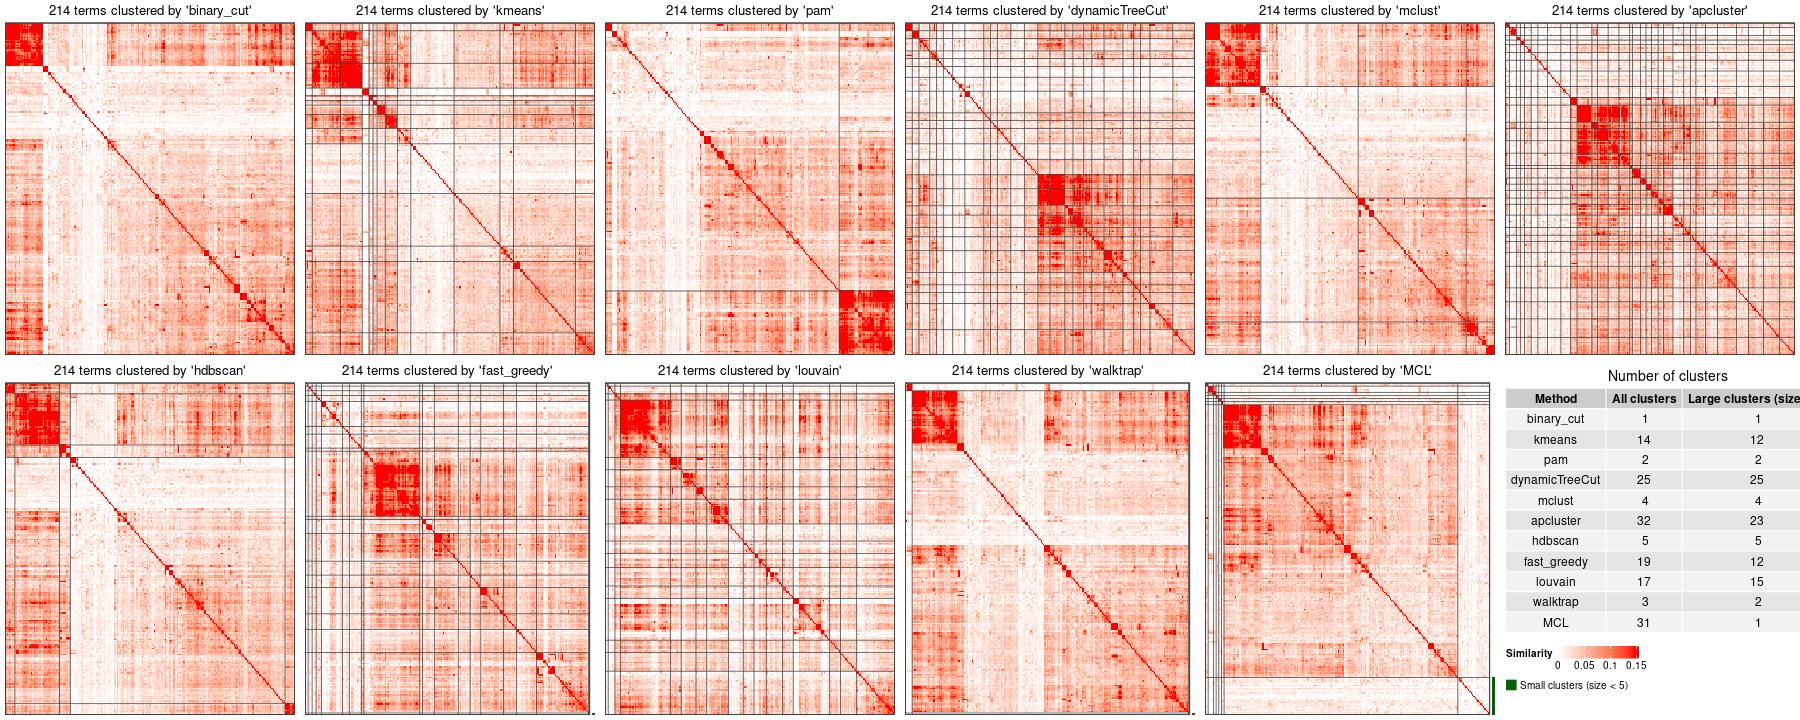 214 terms clustered by 'binary_cut'
214 terms clustered by 'kmeans'
214 terms clustered by 'pam'
214 terms clustered by 'dynamicTreeCut'
214 terms clustered by 'mclust'
214 terms clustered by 'apcluster'
214 terms clustered by 'hdbscan'
214 terms clustered by 'fast_greedy'
214 terms clustered by 'louvain'
214 terms clustered by 'walktrap'
214 terms clustered by 'MCL'
Number of clusters
Method All clusters Large clusters (size
binary_cut 1 1
kmeans 14 12
pam 2 2
dynamicTreeCut 25 25
mclust 4 4
apcluster 32 23
hdbscan 5 5
fast_greedy 19 12
louvain 17 15
walktrap 3 2
MCL 31 1
Similarity
0 0.05 0.1 0.15
Small clusters (size < 5)